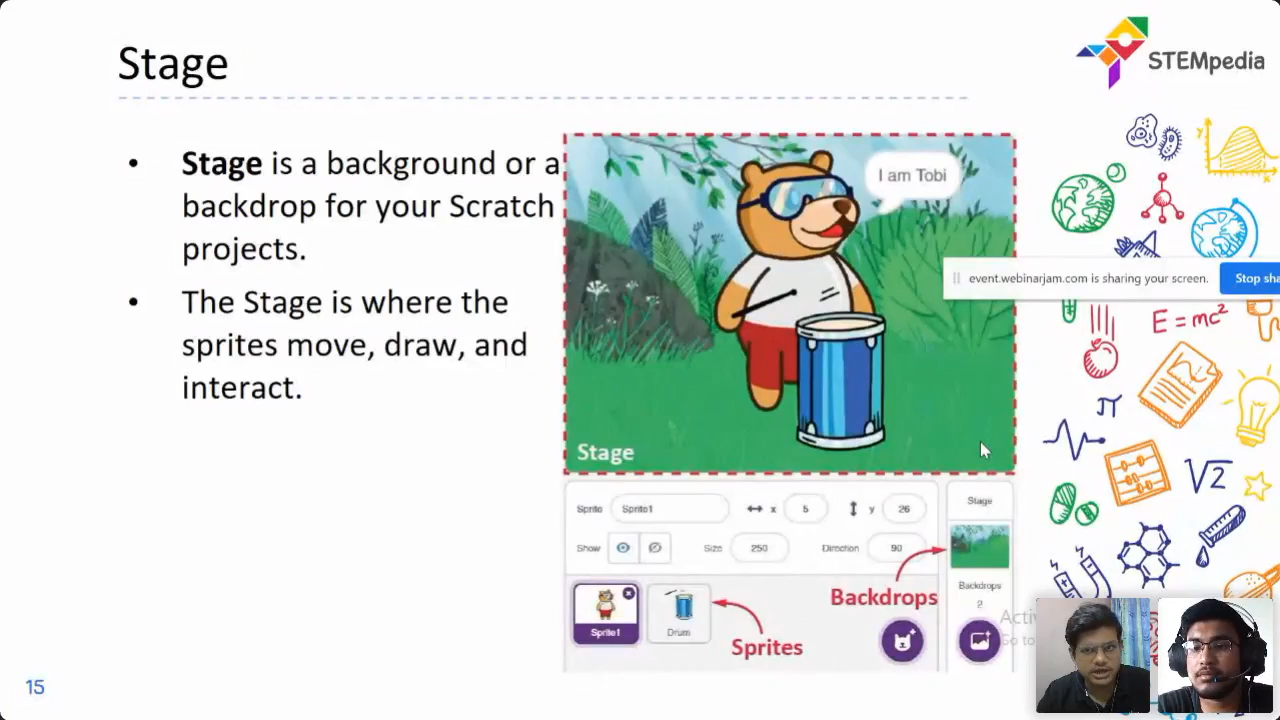 Stage
STEMpedia
• Stage is a background or a
backdrop for your Scratch
projects.
• The Stage is where the
sprites move, draw, and
interact.
I am Tobi
event.webinarjam.com is sharing your screen.
Stop sha
E = mc²
π
√2
Stage
Sprite
Sprite1
x
5
y
26
Stage
Show
Size
250
Direction
90
Backdrops
Backdrops
2
Sprite1
Drum
Sprites
15